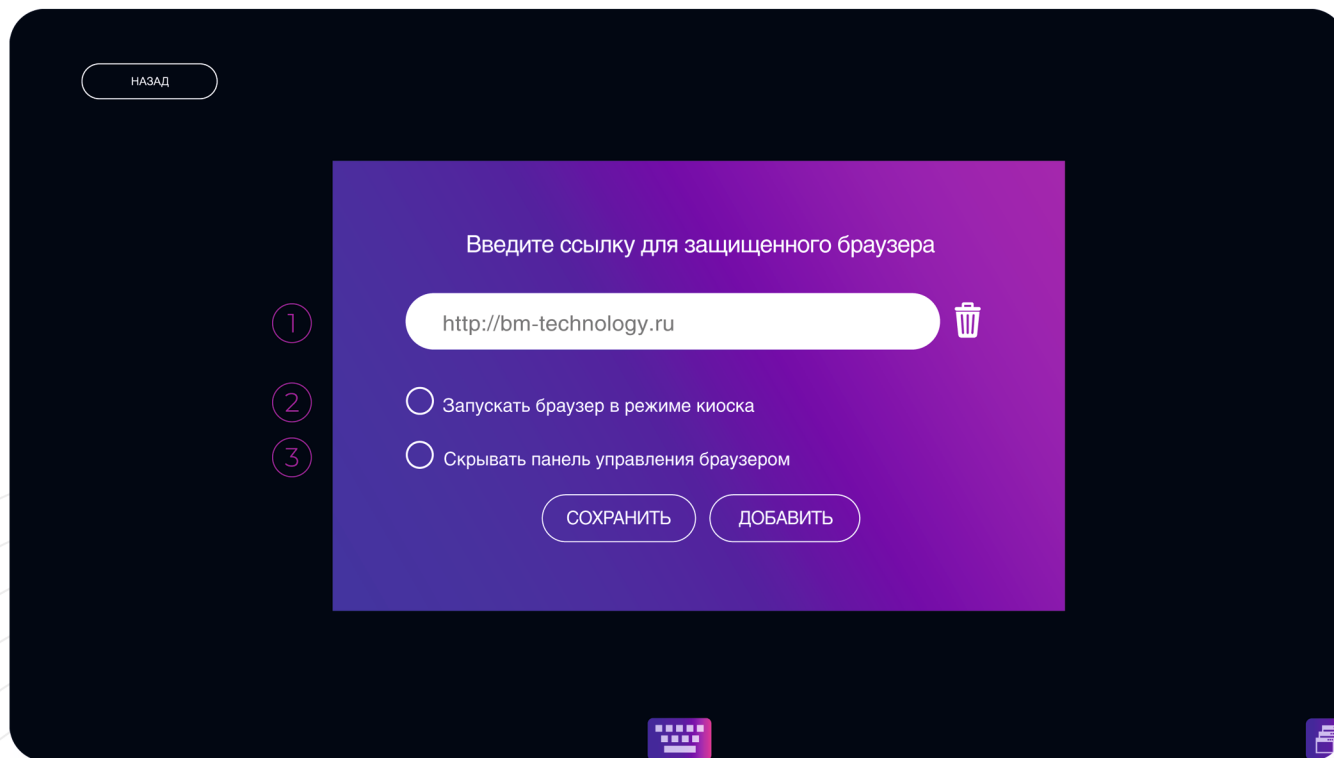 НАЗАД
Введите ссылку для защищенного браузера
1
http://bm-technology.ru
2
Запускать браузер в режиме киоска
3
Скрывать панель управления браузером
СОХРАНИТЬ ДОБАВИТЬ